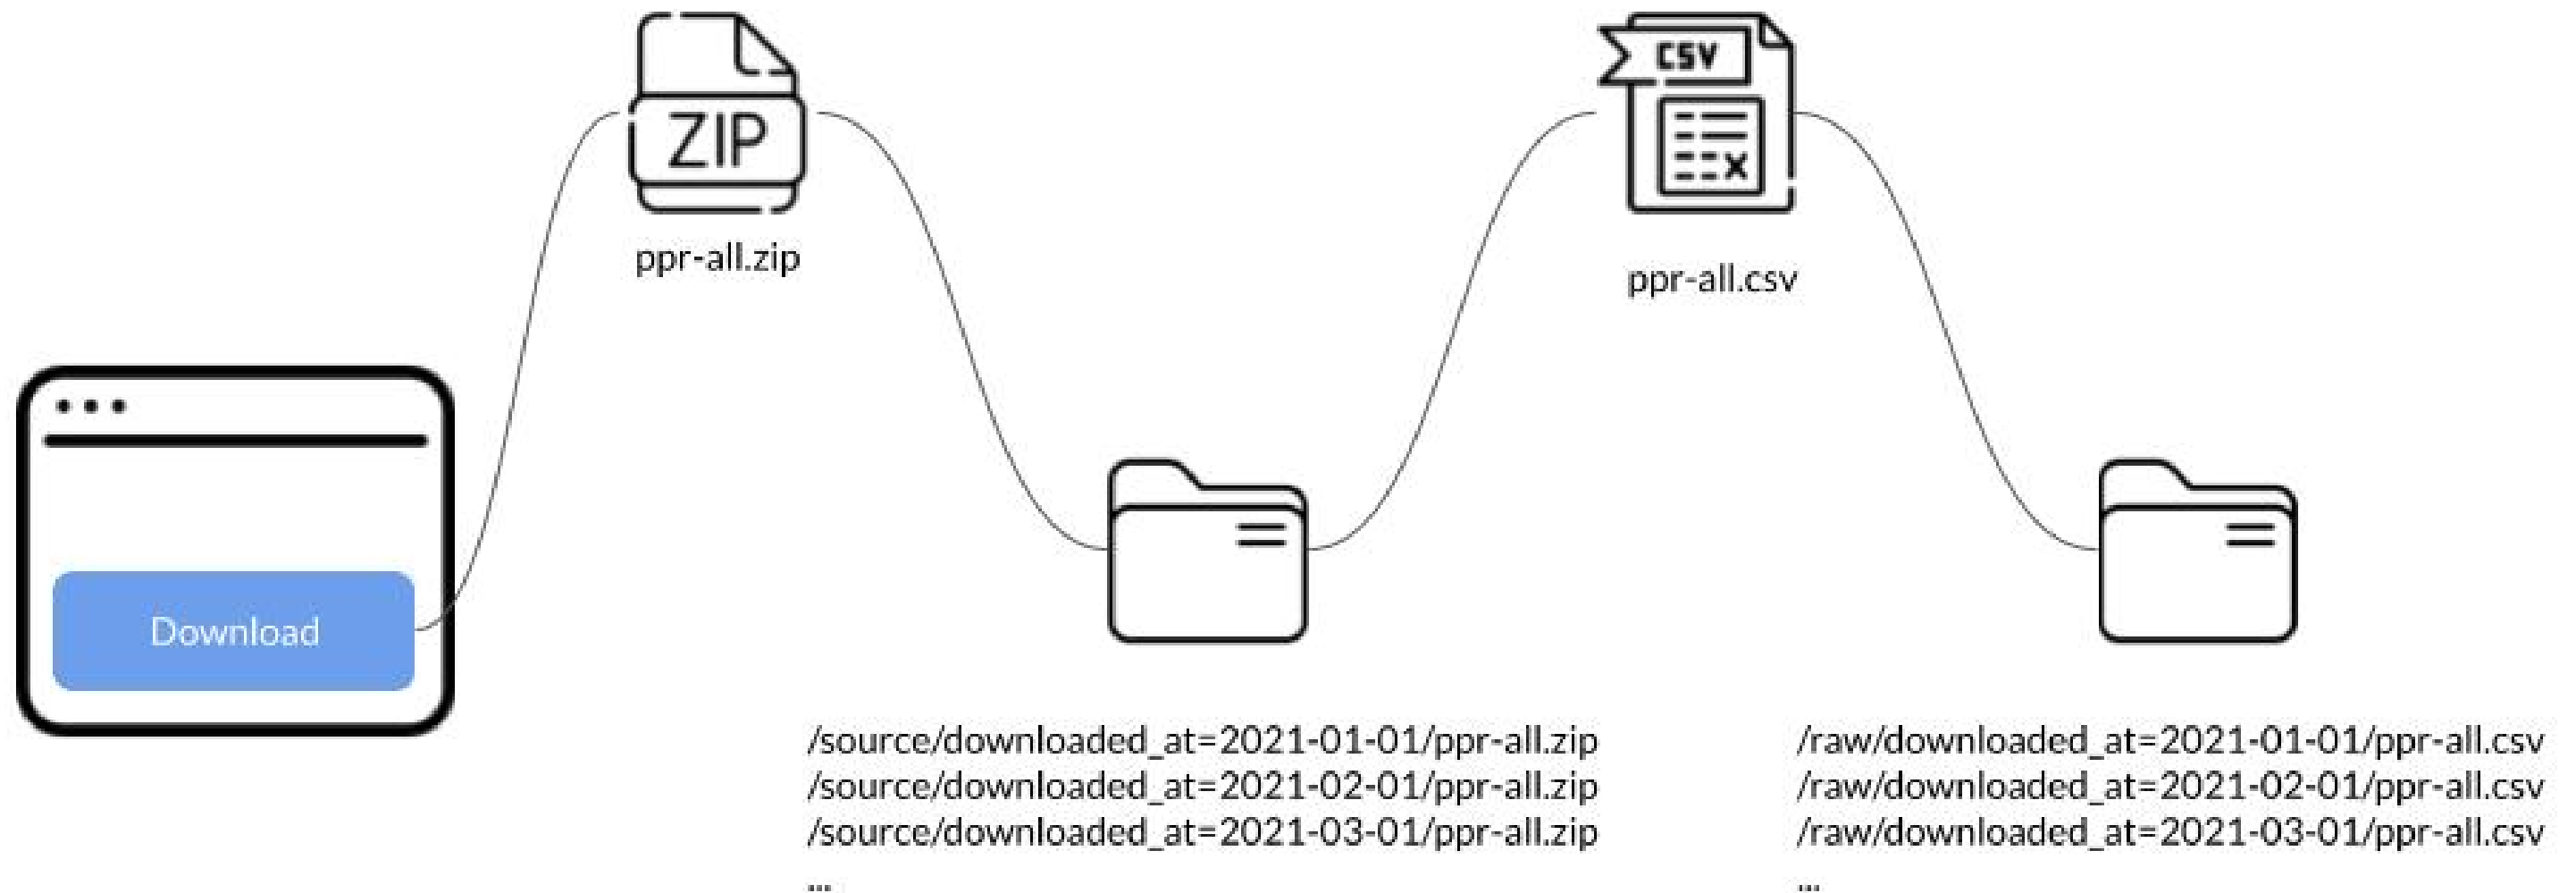 ZIP
ppr-all.zip
CSV
ppr-all.csv
Download
/source/downloaded_at=2021-01-01/ppr-all.zip
/source/downloaded_at=2021-02-01/ppr-all.zip
/source/downloaded_at=2021-03-01/ppr-all.zip
...
/raw/downloaded_at=2021-01-01/ppr-all.csv
/raw/downloaded_at=2021-02-01/ppr-all.csv
/raw/downloaded_at=2021-03-01/ppr-all.csv
...